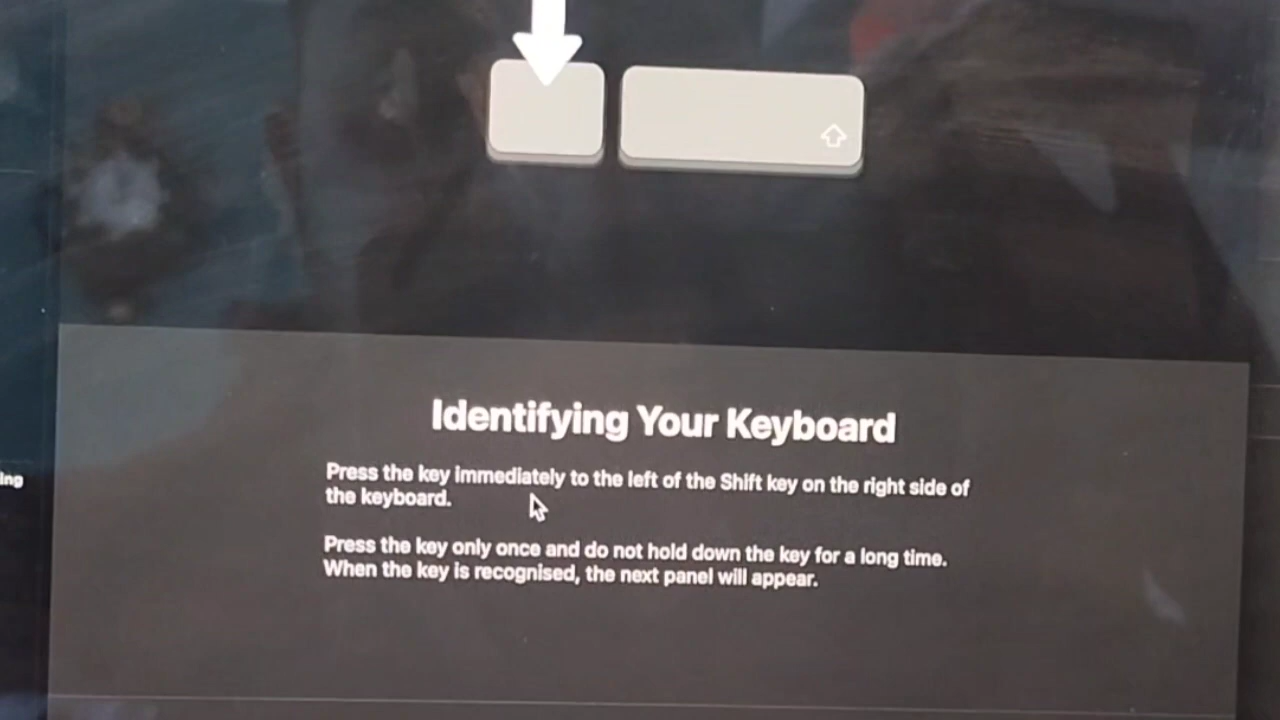 Identifying Your Keyboard
Press the key immediately to the left of the Shift key on the right side of
the keyboard.
Press the key only once and do not hold down the key for a long time.
When the key is recognised, the next panel will appear.
ing